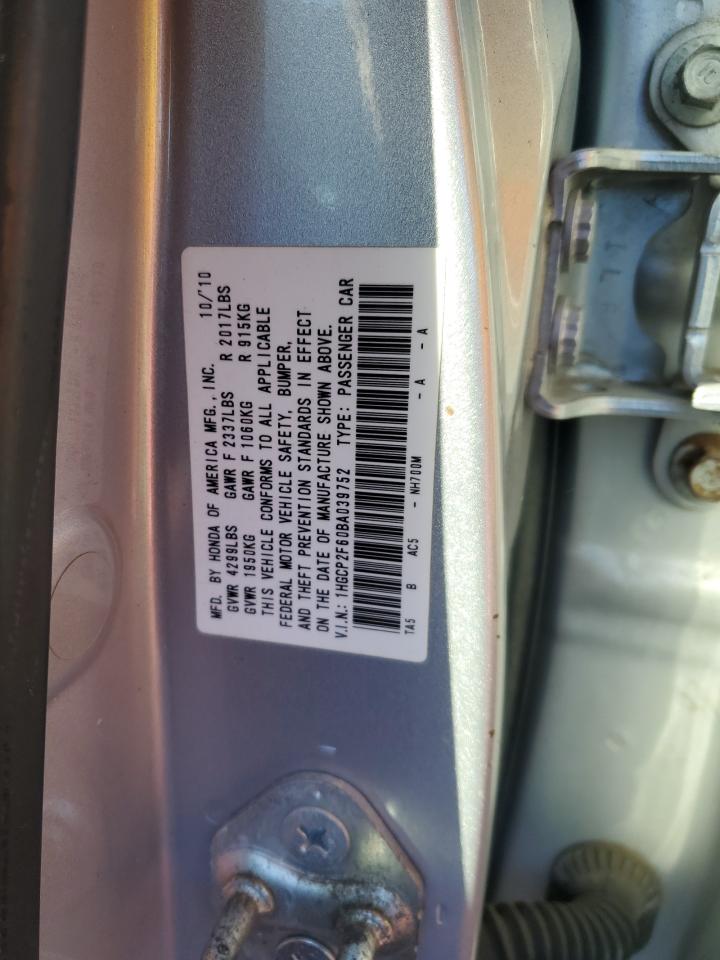 MFD. BY HONDA OF AMERICA MFG., INC. 10/'10
GVWR 4299LBS GAWR F 2337LBS R 2017LBS
GVWR 1950KG GAWR F 1060KG R 915KG
THIS VEHICLE CONFORMS TO ALL APPLICABLE
FEDERAL MOTOR VEHICLE SAFETY, BUMPER,
AND THEFT PREVENTION STANDARDS IN EFFECT
ON THE DATE OF MANUFACTURE SHOWN ABOVE.
V.I.N.: 1HGCP2F60BA039752 TYPE: PASSENGER CAR
TA5 B AC5 - NH700M - A - A